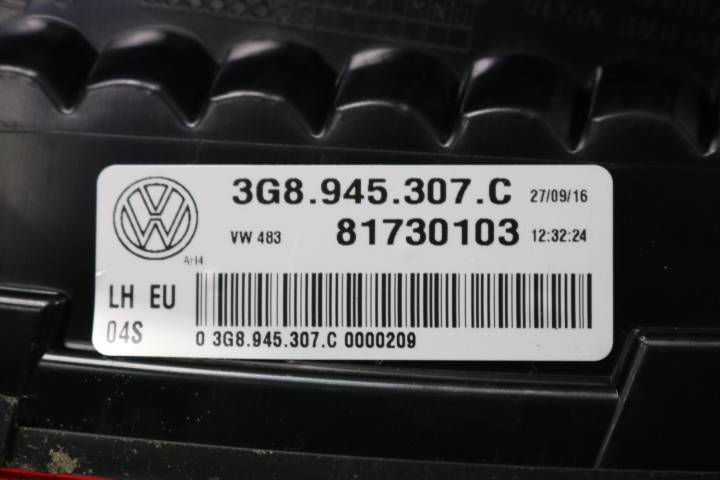 3G8.945.307.C 27/09/16
VW 483 81730103 12:32:24
AH4
LH EU
04S
0 3G8.945.307.C 0000209